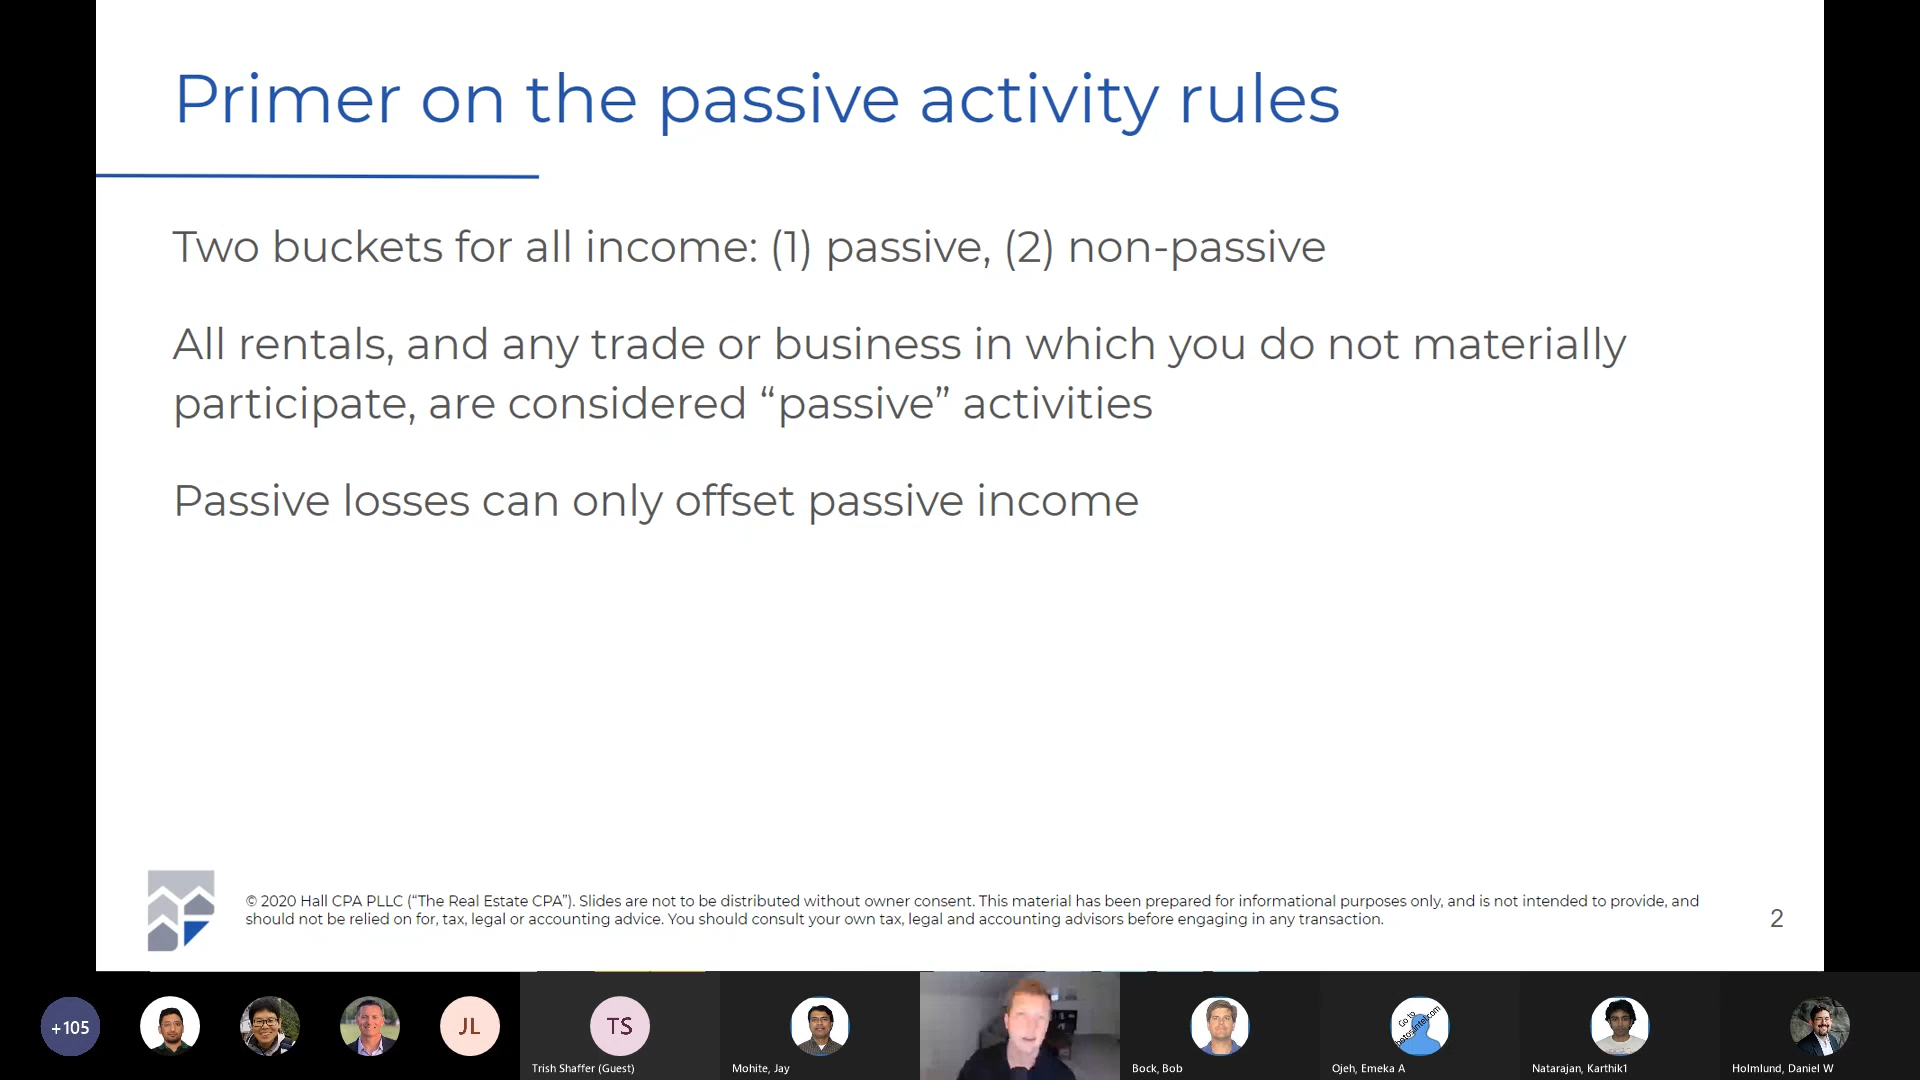 Primer on the passive activity rules
Two buckets for all income: (1) passive, (2) non-passive
All rentals, and any trade or business in which you do not materially
participate, are considered “passive” activities
Passive losses can only offset passive income
© 2020 Hall CPA PLLC (“The Real Estate CPA”). Slides are not to be distributed without owner consent. This material has been prepared for informational purposes only, and is not intended to provide, and
should not be relied on for, tax, legal or accounting advice. You should consult your own tax, legal and accounting advisors before engaging in any transaction.
2
+105
JL
TS
Go to
Trish Shaffer (Guest)
Mohite, Jay
Bock, Bob
Ojeh, Emeka A
Natarajan, Karthik1
Holmlund, Daniel W